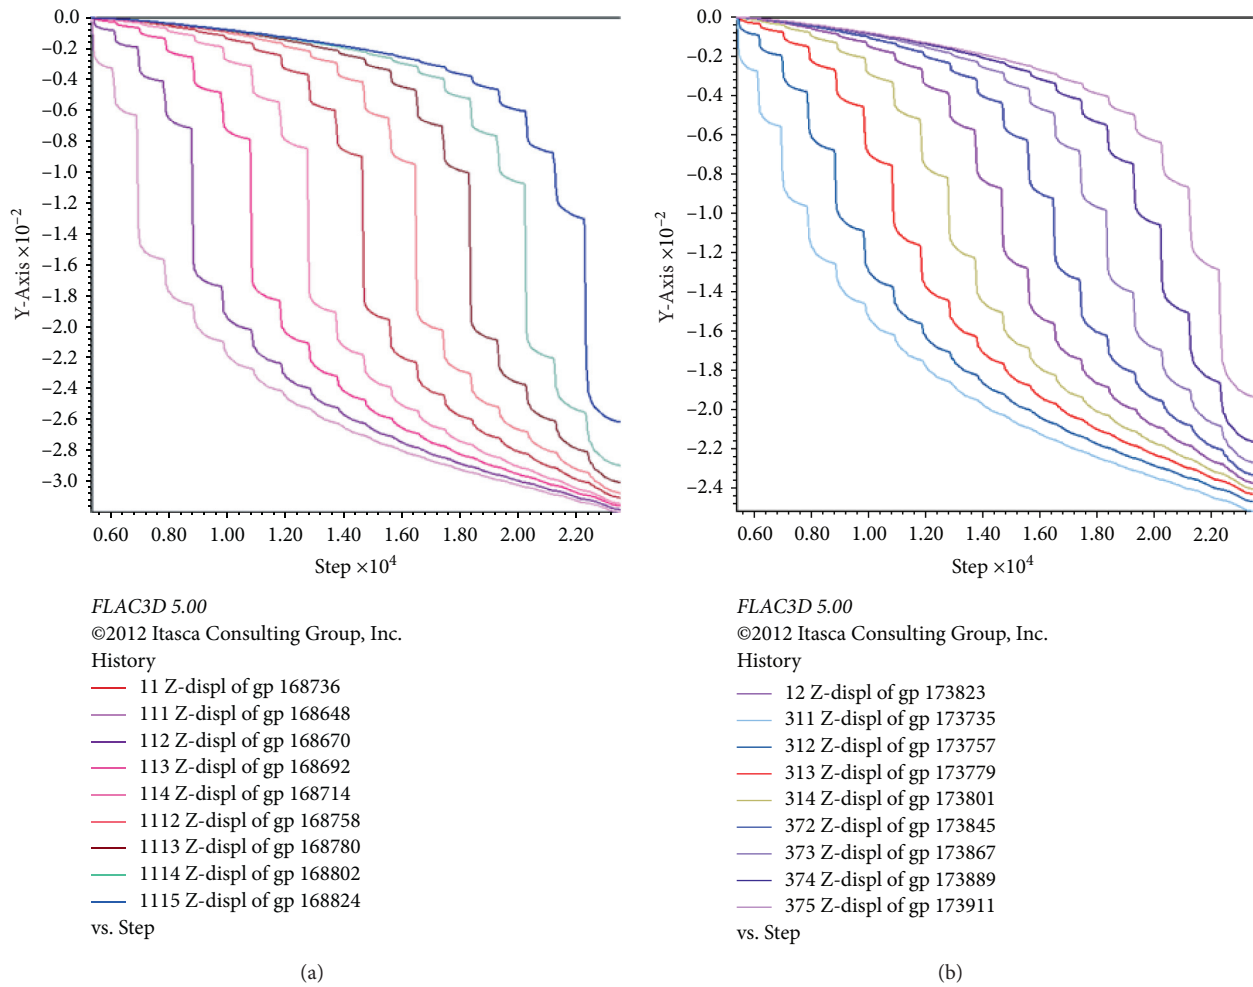 0.0
−0.2
−0.4
−0.6
−0.8
−1.0
−1.2
−1.4
−1.6
−1.8
−2.0
−2.2
−2.4
−2.6
−2.8
−3.0
Y-Axis ×10⁻²
0.60 1.00 1.20 1.40 1.60 1.80 2.00 2.20
Step ×10⁴
FLAC3D 5.00
©2012 Itasca Consulting Group, Inc.
History
11 Z-displ of gp 168736
111 Z-displ of gp 168648
112 Z-displ of gp 168670
113 Z-displ of gp 168692
114 Z-displ of gp 168714
1112 Z-displ of gp 168758
1113 Z-displ of gp 168780
1114 Z-displ of gp 168802
1115 Z-displ of gp 168824
vs. Step
(a)
0.0
−0.2
−0.4
−0.6
−0.8
−1.0
−1.2
−1.4
−1.6
−1.8
−2.0
−2.2
−2.4
Y-Axis ×10⁻²
0.60 1.00 1.20 1.40 1.60 1.80 2.00 2.20
Step ×10⁴
FLAC3D 5.00
©2012 Itasca Consulting Group, Inc.
History
12 Z-displ of gp 173823
311 Z-displ of gp 173735
312 Z-displ of gp 173757
313 Z-displ of gp 173779
314 Z-displ of gp 173801
372 Z-displ of gp 173845
373 Z-displ of gp 173867
374 Z-displ of gp 173889
375 Z-displ of gp 173911
vs. Step
(b)